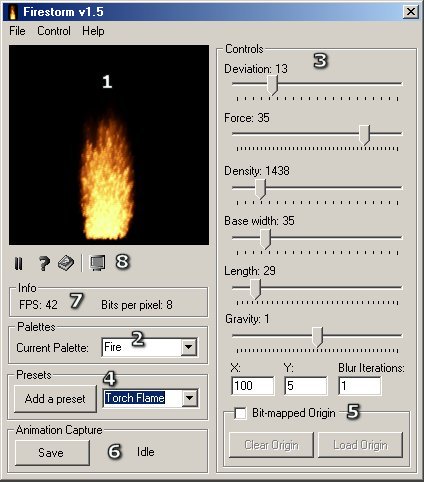 Firestorm v1.5
File Control Help
1
8
Info
FPS: 42 Bits per pixel: 8
7
Palettes
2
Current Palette: Fire
Presets
4
Add a preset Torch Flame
Animation Capture
Save 6 Idle
Controls
3
Deviation: 13
Force: 35
Density: 1438
Base width: 35
Length: 29
Gravity: 1
X: Y: Blur Iterations:
100 5 1
Bit-mapped Origin 5
Clear Origin Load Origin